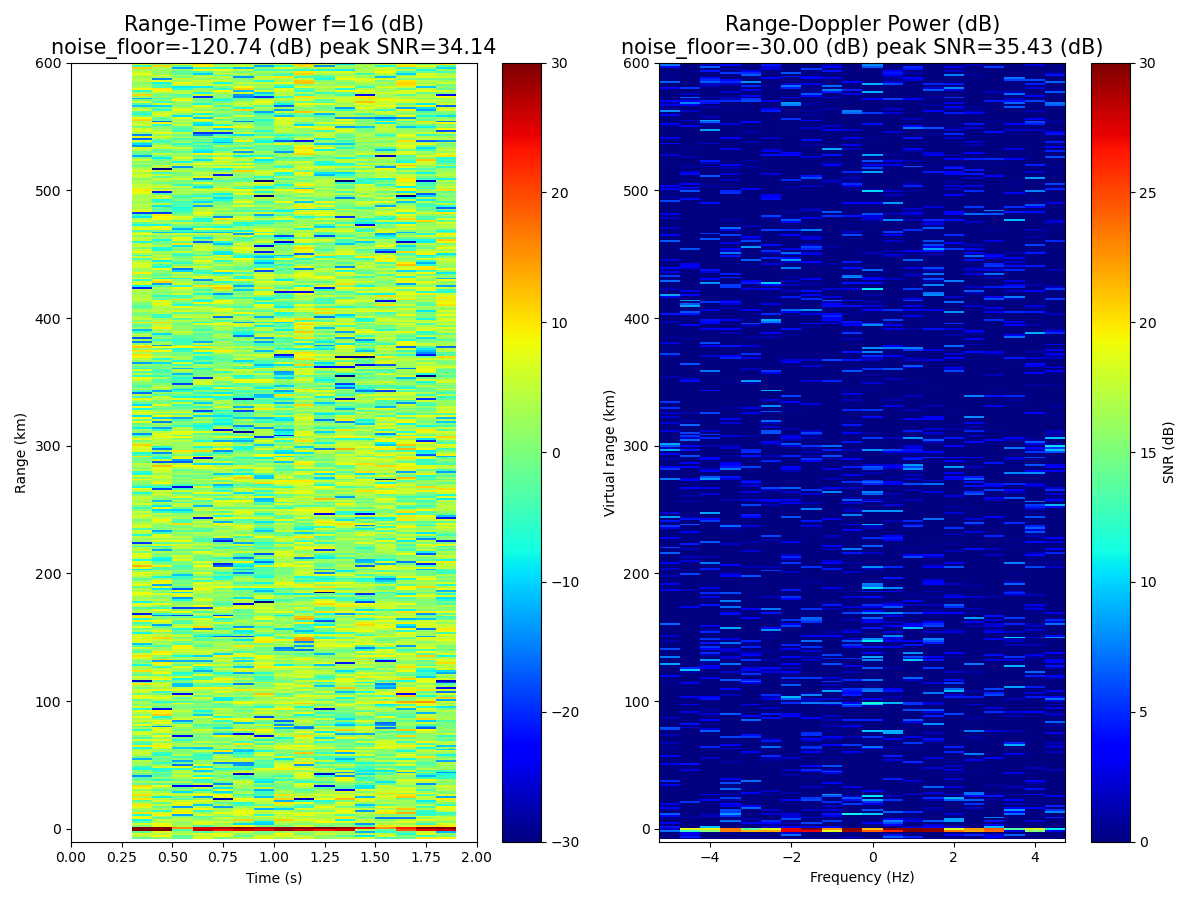 Range-Time Power f=16 (dB)
noise_floor=-120.74 (dB) peak SNR=34.14
600
500
400
300
200
100
0
Range (km)
0.00 0.25 0.50 0.75 1.00 1.25 1.50 1.75 2.00
Time (s)
30
20
10
0
−10
−20
−30
Range-Doppler Power (dB)
noise_floor=-30.00 (dB) peak SNR=35.43 (dB)
600
500
400
300
200
100
0
Virtual range (km)
−4 −2 0 2 4
Frequency (Hz)
30
25
20
15
10
5
0
SNR (dB)